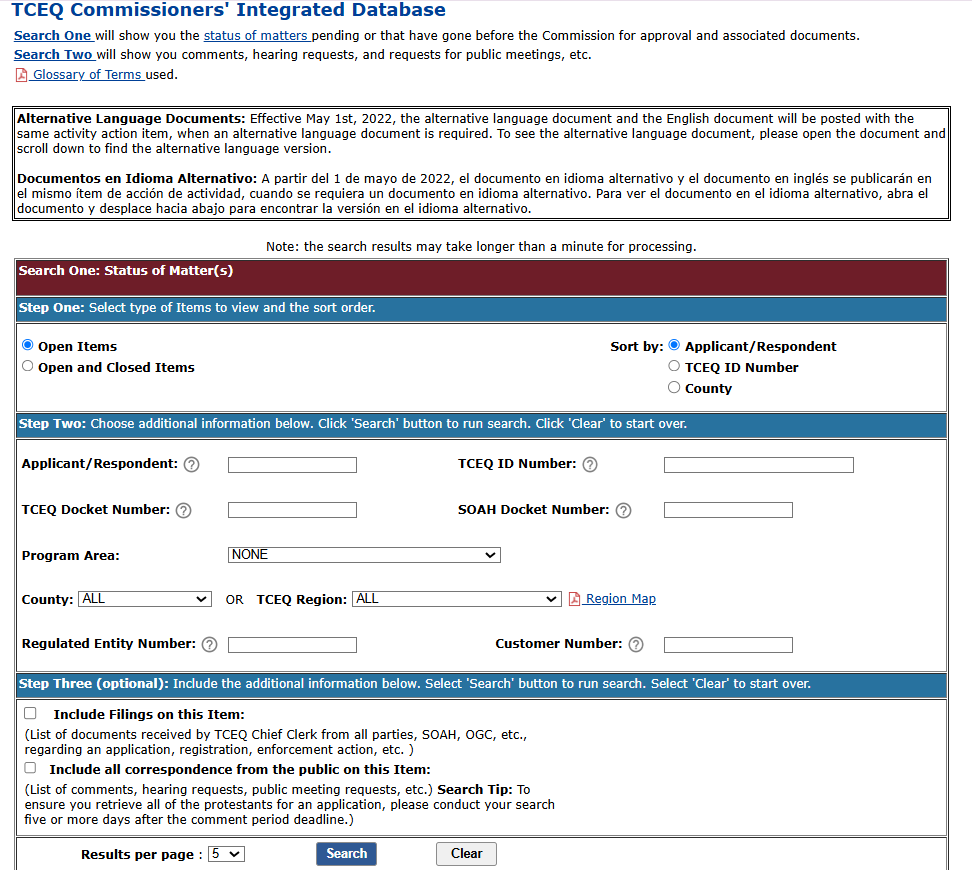 TCEQ Commissioners' Integrated Database
Search One will show you the status of matters pending or that have gone before the Commission for approval and associated documents.
Search Two will show you comments, hearing requests, and requests for public meetings, etc.
Glossary of Terms used.
Alternative Language Documents: Effective May 1st, 2022, the alternative language document and the English document will be posted with the
same activity action item, when an alternative language document is required. To see the alternative language document, please open the document and
scroll down to find the alternative language version.
Documentos en Idioma Alternativo: A partir del 1 de mayo de 2022, el documento en idioma alternativo y el documento en inglés se publicarán en
el mismo ítem de acción de actividad, cuando se requiera un documento en idioma alternativo. Para ver el documento en el idioma alternativo, abra el
documento y desplace hacia abajo para encontrar la versión en el idioma alternativo.
Note: the search results may take longer than a minute for processing.
Search One: Status of Matter(s)
Step One: Select type of Items to view and the sort order.
Open Items Sort by: Applicant/Respondent
Open and Closed Items TCEQ ID Number
County
Step Two: Choose additional information below. Click 'Search' button to run search. Click 'Clear' to start over.
Applicant/Respondent: ? TCEQ ID Number: ?
TCEQ Docket Number: ? SOAH Docket Number: ?
Program Area: NONE
County: ALL OR TCEQ Region: ALL Region Map
Regulated Entity Number: ? Customer Number: ?
Step Three (optional): Include the additional information below. Select 'Search' button to run search. Select 'Clear' to start over.
Include Filings on this Item:
(List of documents received by TCEQ Chief Clerk from all parties, SOAH, OGC, etc.,
regarding an application, registration, enforcement action, etc. )
Include all correspondence from the public on this Item:
(List of comments, hearing requests, public meeting requests, etc.) Search Tip: To
ensure you retrieve all of the protestants for an application, please conduct your search
five or more days after the comment period deadline.)
Results per page : 5 Search Clear